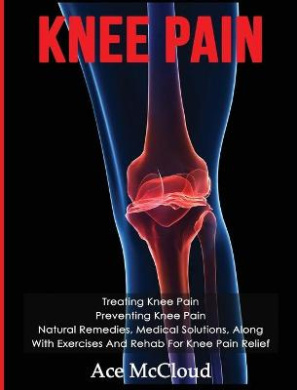 KNEE PAIN
Treating Knee Pain
Preventing Knee Pain
Natural Remedies, Medical Solutions, Along
With Exercises And Rehab For Knee Pain Relief
Ace McCloud